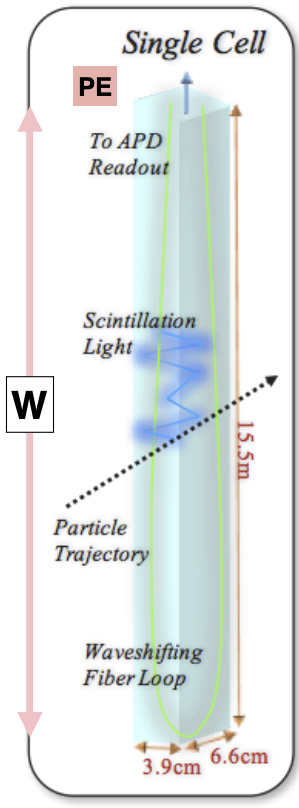 Single Cell
PE
To APD
Readout
Scintillation
Light
W
15.5m
Particle
Trajectory
Waveshifting
Fiber Loop
3.9cm
6.6cm